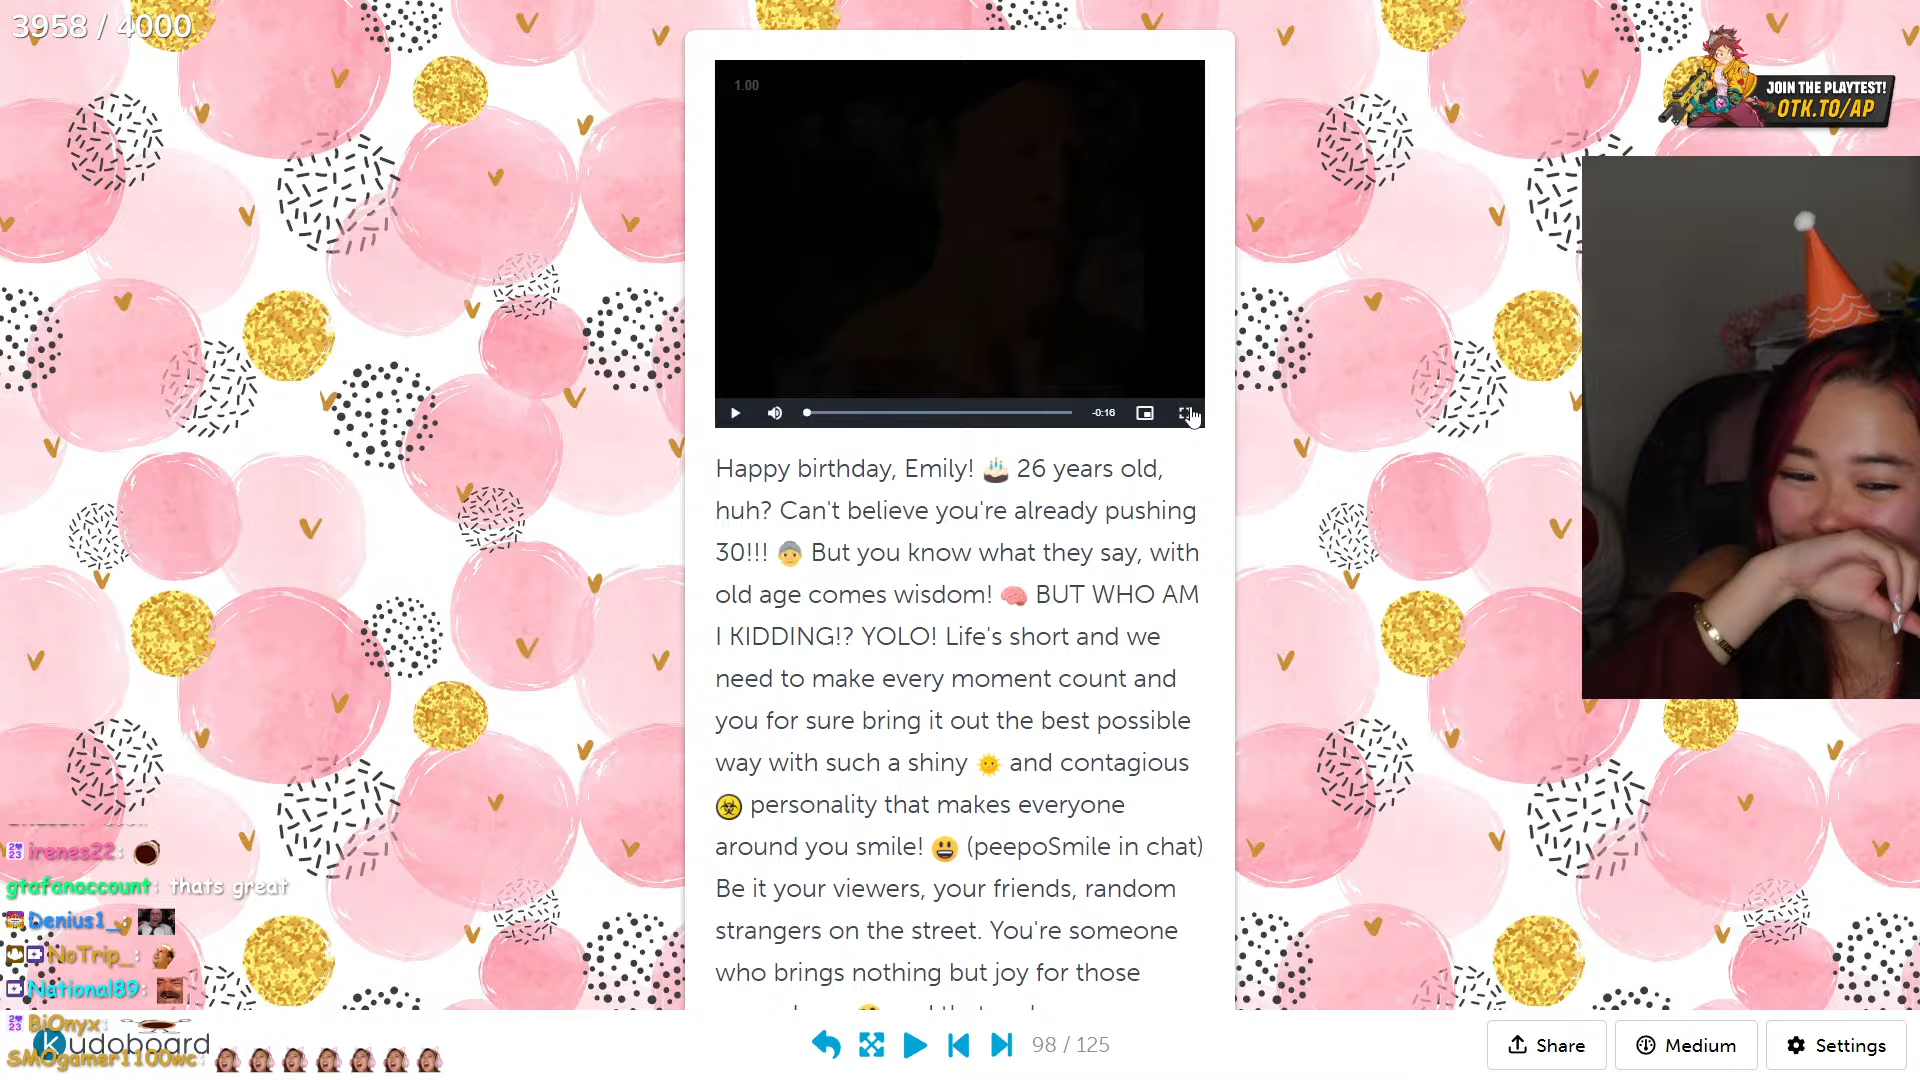 3958 / 4000
JOIN THE PLAYTEST!
OTK.TO/AP
1.00
-0:16
Happy birthday, Emily! 🎂 26 years old,
huh? Can't believe you're already pushing
30!!! 👵 But you know what they say, with
old age comes wisdom! 🧠 BUT WHO AM
I KIDDING!? YOLO! Life's short and we
need to make every moment count and
you for sure bring it out the best possible
way with such a shiny 🌞 and contagious
☣️ personality that makes everyone
around you smile! 😃 (peepoSmile in chat)
Be it your viewers, your friends, random
strangers on the street. You're someone
who brings nothing but joy for those
irenes22:
gtafanaccount: thats great
Denius1_:
NoTrip_:
National89:
BiOnyx:
kudoboard
SMOgamer1100wc:
98 / 125
Share
Medium
Settings